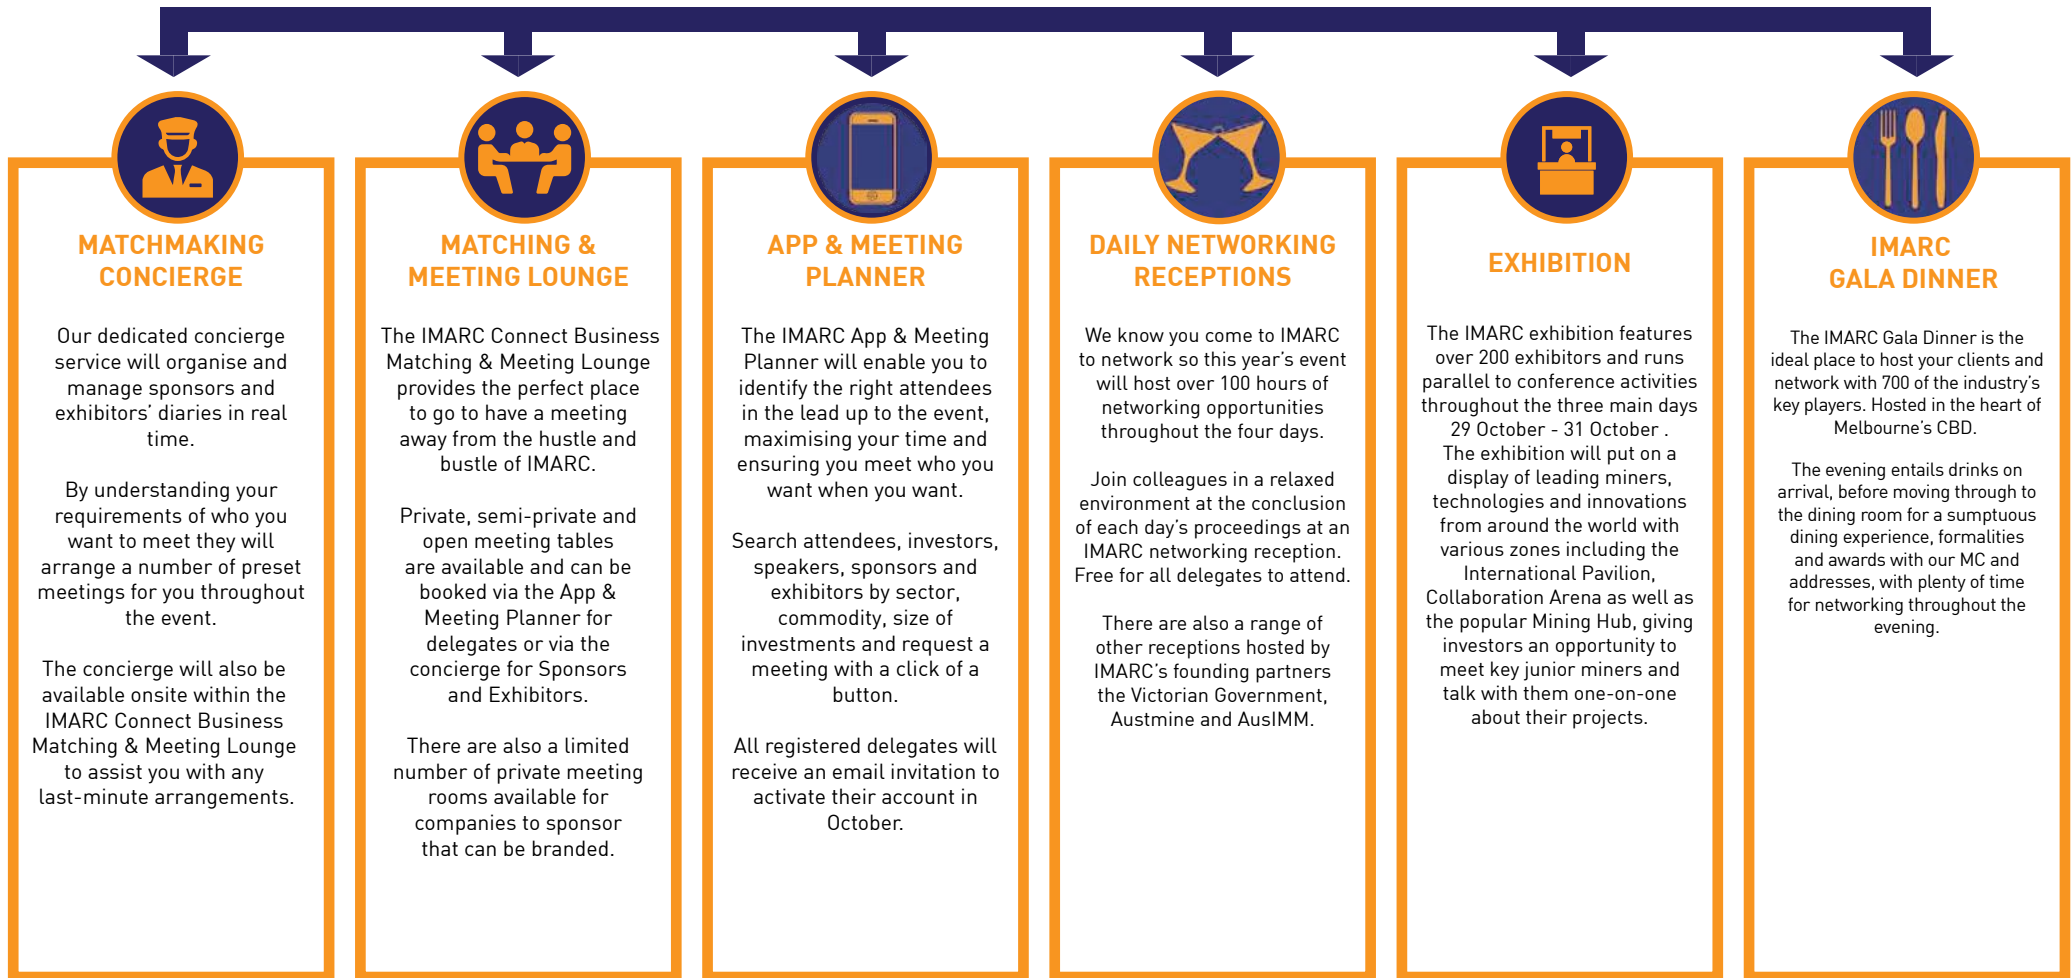 MATCHMAKING
CONCIERGE
Our dedicated concierge
service will organise and
manage sponsors and
exhibitors’ diaries in real
time.
By understanding your
requirements of who you
want to meet they will
arrange a number of preset
meetings for you throughout
the event.
The concierge will also be
available onsite within the
IMARC Connect Business
Matching & Meeting Lounge
to assist you with any
last-minute arrangements.
MATCHING &
MEETING LOUNGE
The IMARC Connect Business
Matching & Meeting Lounge
provides the perfect place
to go to have a meeting
away from the hustle and
bustle of IMARC.
Private, semi-private and
open meeting tables
are available and can be
booked via the App &
Meeting Planner for
delegates or via the
concierge for Sponsors
and Exhibitors.
There are also a limited
number of private meeting
rooms available for
companies to sponsor
that can be branded.
APP & MEETING
PLANNER
The IMARC App & Meeting
Planner will enable you to
identify the right attendees
in the lead up to the event,
maximising your time and
ensuring you meet who you
want when you want.
Search attendees, investors,
speakers, sponsors and
exhibitors by sector,
commodity, size of
investments and request a
meeting with a click of a
button.
All registered delegates will
receive an email invitation to
activate their account in
October.
DAILY NETWORKING
RECEPTIONS
We know you come to IMARC
to network so this year’s event
will host over 100 hours of
networking opportunities
throughout the four days.
Join colleagues in a relaxed
environment at the conclusion
of each day’s proceedings at an
IMARC networking reception.
Free for all delegates to attend.
There are also a range of
other receptions hosted by
IMARC’s founding partners
the Victorian Government,
Austmine and AusIMM.
EXHIBITION
The IMARC exhibition features
over 200 exhibitors and runs
parallel to conference activities
throughout the three main days
29 October - 31 October .
The exhibition will put on a
display of leading miners,
technologies and innovations
from around the world with
various zones including the
International Pavilion,
Collaboration Arena as well as
the popular Mining Hub, giving
investors an opportunity to
meet key junior miners and
talk with them one-on-one
about their projects.
IMARC
GALA DINNER
The IMARC Gala Dinner is the
ideal place to host your clients and
network with 700 of the industry’s
key players. Hosted in the heart of
Melbourne’s CBD.
The evening entails drinks on
arrival, before moving through to
the dining room for a sumptuous
dining experience, formalities
and awards with our MC and
addresses, with plenty of time
for networking throughout the
evening.